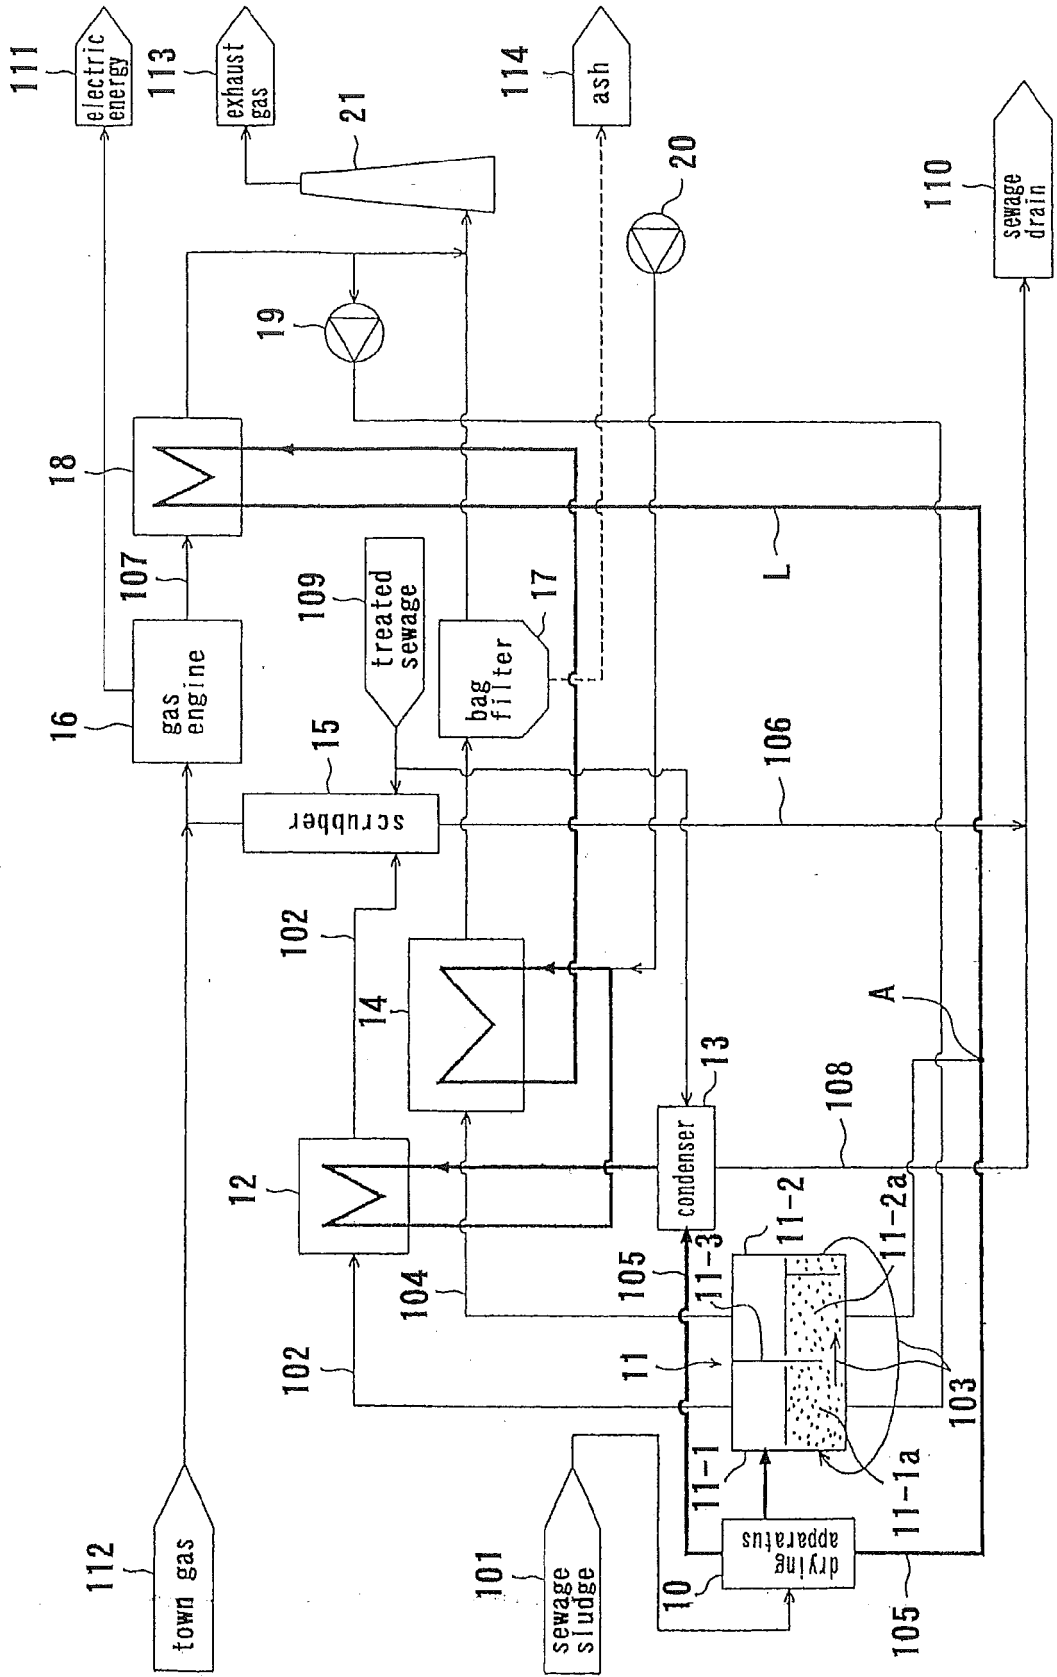 112
town gas
16
gas
engine
107
18
111
electric
energy
113
exhaust
gas
102
12
102
15
scrubber
109
treated
sewage
19
21
104
14
bag
filter
17
114
ash
101
sewage
sludge
10
drying
apparatus
105
105
11
11-1
11-1a
11-2
11-2a
11-3
103
condenser
13
108
106
A
L
20
110
sewage
drain